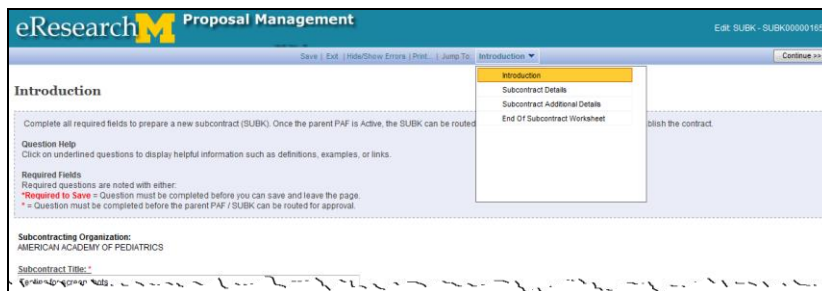 eResearch M Proposal Management
Edit: SUBK - SUBK00000165
Save | Exit | Hide/Show Errors | Print... | Jump To: Introduction
Continue >>
Introduction
Subcontract Details
Subcontract Additional Details
End Of Subcontract Worksheet
Introduction
Complete all required fields to prepare a new subcontract (SUBK). Once the parent PAF is Active, the SUBK can be routed blish the contract.
Question Help
Click on underlined questions to display helpful information such as definitions, examples, or links.
Required Fields
Required questions are noted with either:
*Required to Save = Question must be completed before you can save and leave the page.
* = Question must be completed before the parent PAF / SUBK can be routed for approval.
Subcontracting Organization:
AMERICAN ACADEMY OF PEDIATRICS
Subcontract Title: *
for screen shots